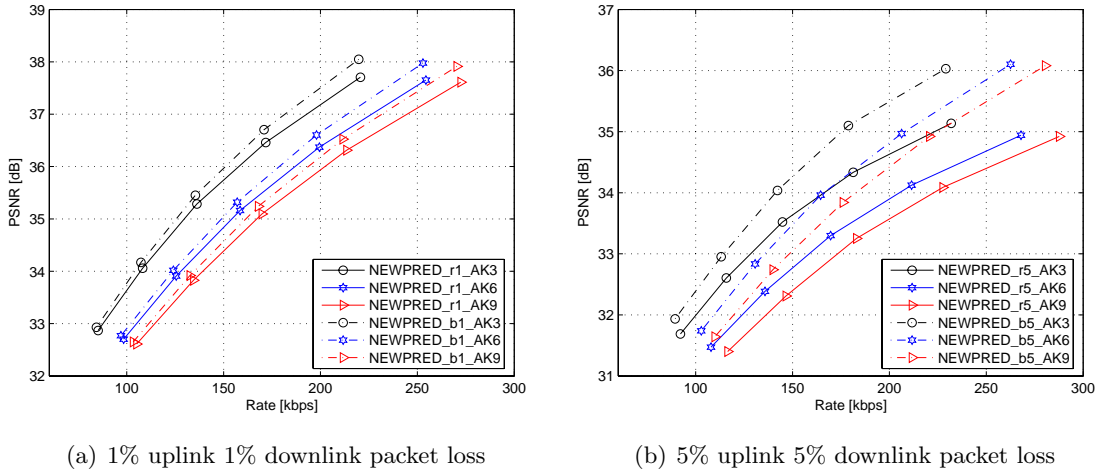 39
38
37
36
35
34
33
32
PSNR [dB]
100
150
200
250
300
Rate [kbps]
NEWPRED_r1_AK3
NEWPRED_r1_AK6
NEWPRED_r1_AK9
NEWPRED_b1_AK3
NEWPRED_b1_AK6
NEWPRED_b1_AK9
(a) 1% uplink 1% downlink packet loss
37
36
35
34
33
32
31
PSNR [dB]
100
150
200
250
300
Rate [kbps]
NEWPRED_r5_AK3
NEWPRED_r5_AK6
NEWPRED_r5_AK9
NEWPRED_b5_AK3
NEWPRED_b5_AK6
NEWPRED_b5_AK9
(b) 5% uplink 5% downlink packet loss